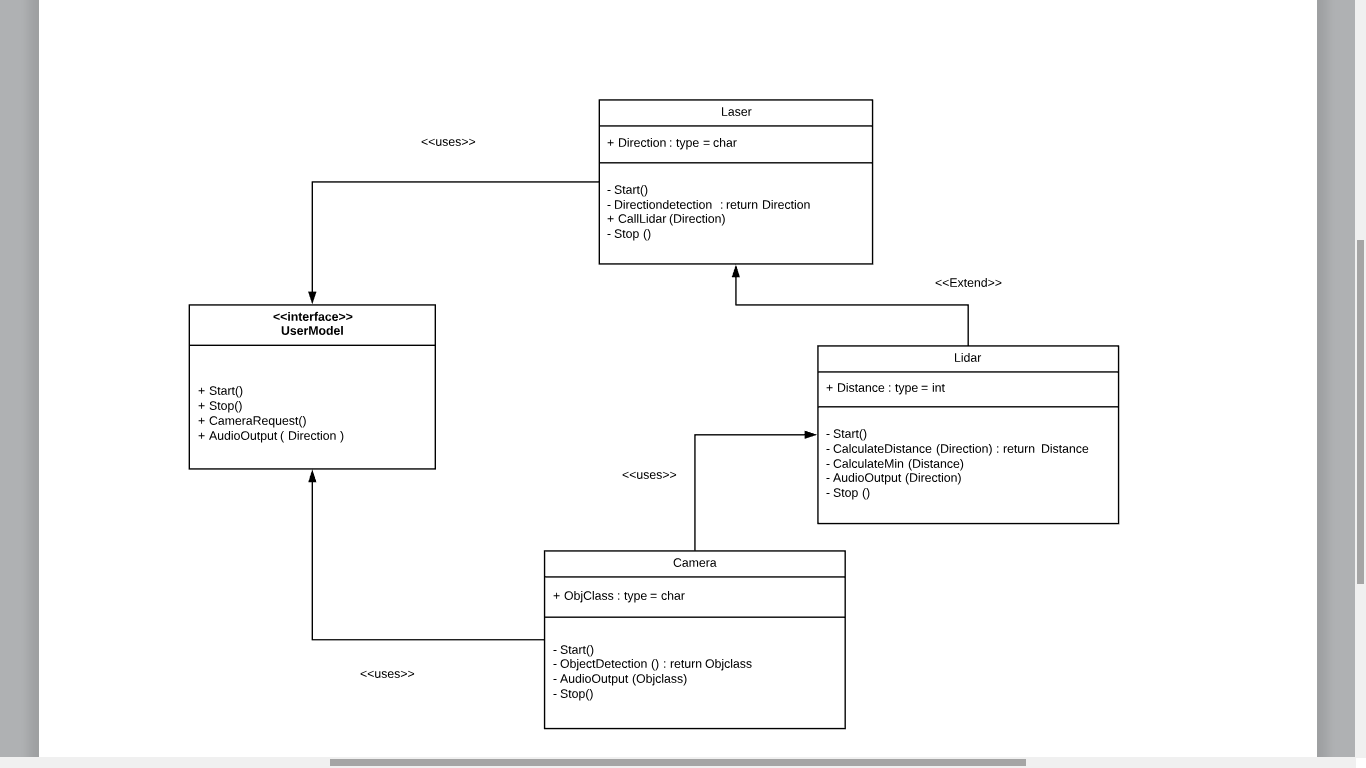 Laser
+ Direction : type = char
- Start()
- Directiondetection : return Direction
+ CallLidar (Direction)
- Stop ()
<<uses>>
<<Extend>>
<<interface>>
UserModel
+ Start()
+ Stop()
+ CameraRequest()
+ AudioOutput ( Direction )
Lidar
+ Distance : type = int
- Start()
- CalculateDistance (Direction) : return Distance
- CalculateMin (Distance)
- AudioOutput (Direction)
- Stop ()
<<uses>>
Camera
+ ObjClass : type = char
- Start()
- ObjectDetection () : return Objclass
- AudioOutput (Objclass)
- Stop()
<<uses>>